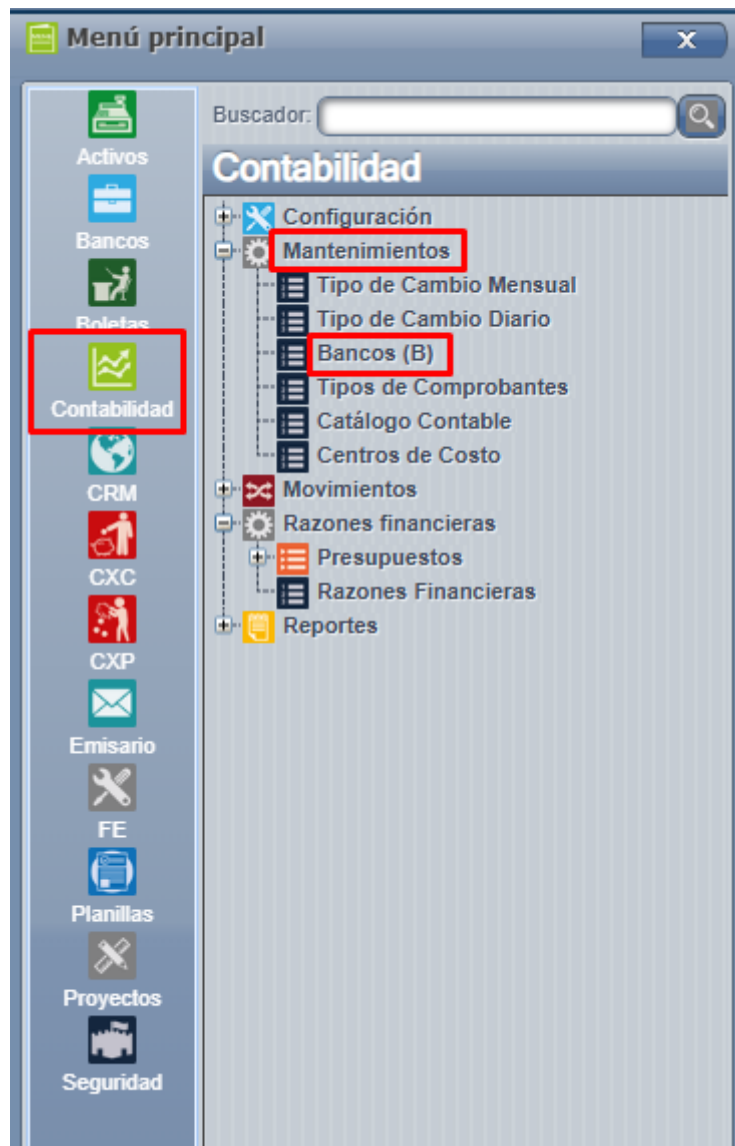 Menú principal
x
Activos
Bancos
Boletas
Contabilidad
CRM
CXC
CXP
Emisario
FE
Planillas
Proyectos
Seguridad
Buscador:
Contabilidad
Configuración
Mantenimientos
Tipo de Cambio Mensual
Tipo de Cambio Diario
Bancos (B)
Tipos de Comprobantes
Catálogo Contable
Centros de Costo
Movimientos
Razones financieras
Presupuestos
Razones Financieras
Reportes